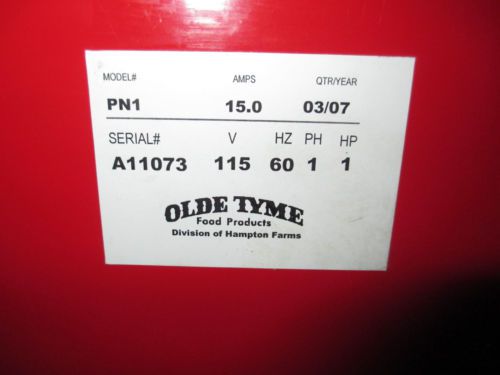 MODEL# AMPS QTR/YEAR
PN1 15.0 03/07
SERIAL# V HZ PH HP
A11073 115 60 1 1
OLDE TYME
Food Products
Division of Hampton Farms